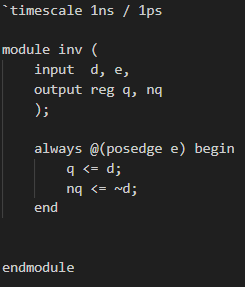 `timescale 1ns / 1ps
module inv (
input  d, e,
output reg q, nq
);
always @(posedge e) begin
q <= d;
nq <= ~d;
end
endmodule